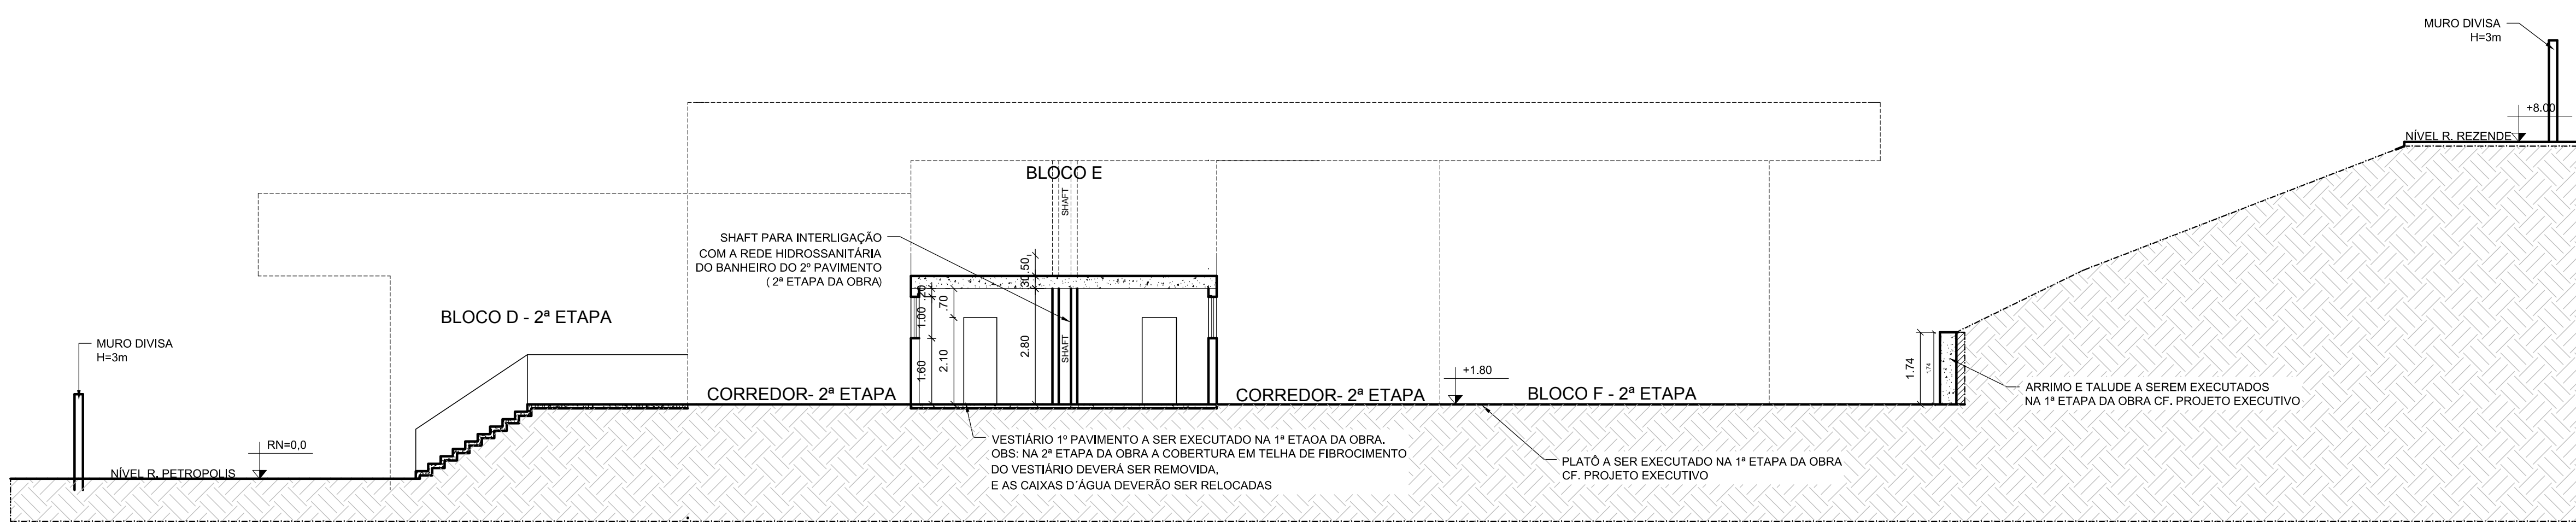 MURO DIVISA
H=3m
+8.00
NÍVEL R. REZENDE
BLOCO E
SHAFT
SHAFT PARA INTERLIGAÇÃO
COM A REDE HIDROSSANITÁRIA
DO BANHEIRO DO 2º PAVIMENTO
( 2ª ETAPA DA OBRA)
.50
.30
.20
.70
1.00
2.80
2.10
1.60
SHAFT
BLOCO D - 2ª ETAPA
MURO DIVISA
H=3m
CORREDOR- 2ª ETAPA
CORREDOR- 2ª ETAPA
+1.80
BLOCO F - 2ª ETAPA
1.74
1.74
ARRIMO E TALUDE A SEREM EXECUTADOS
NA 1ª ETAPA DA OBRA CF. PROJETO EXECUTIVO
RN=0,0
NÍVEL R. PETROPOLIS
VESTIÁRIO 1º PAVIMENTO A SER EXECUTADO NA 1ª ETAOA DA OBRA.
OBS: NA 2ª ETAPA DA OBRA A COBERTURA EM TELHA DE FIBROCIMENTO
DO VESTIÁRIO DEVERÁ SER REMOVIDA,
E AS CAIXAS D´ÁGUA DEVERÃO SER RELOCADAS
PLATÔ A SER EXECUTADO NA 1ª ETAPA DA OBRA
CF. PROJETO EXECUTIVO